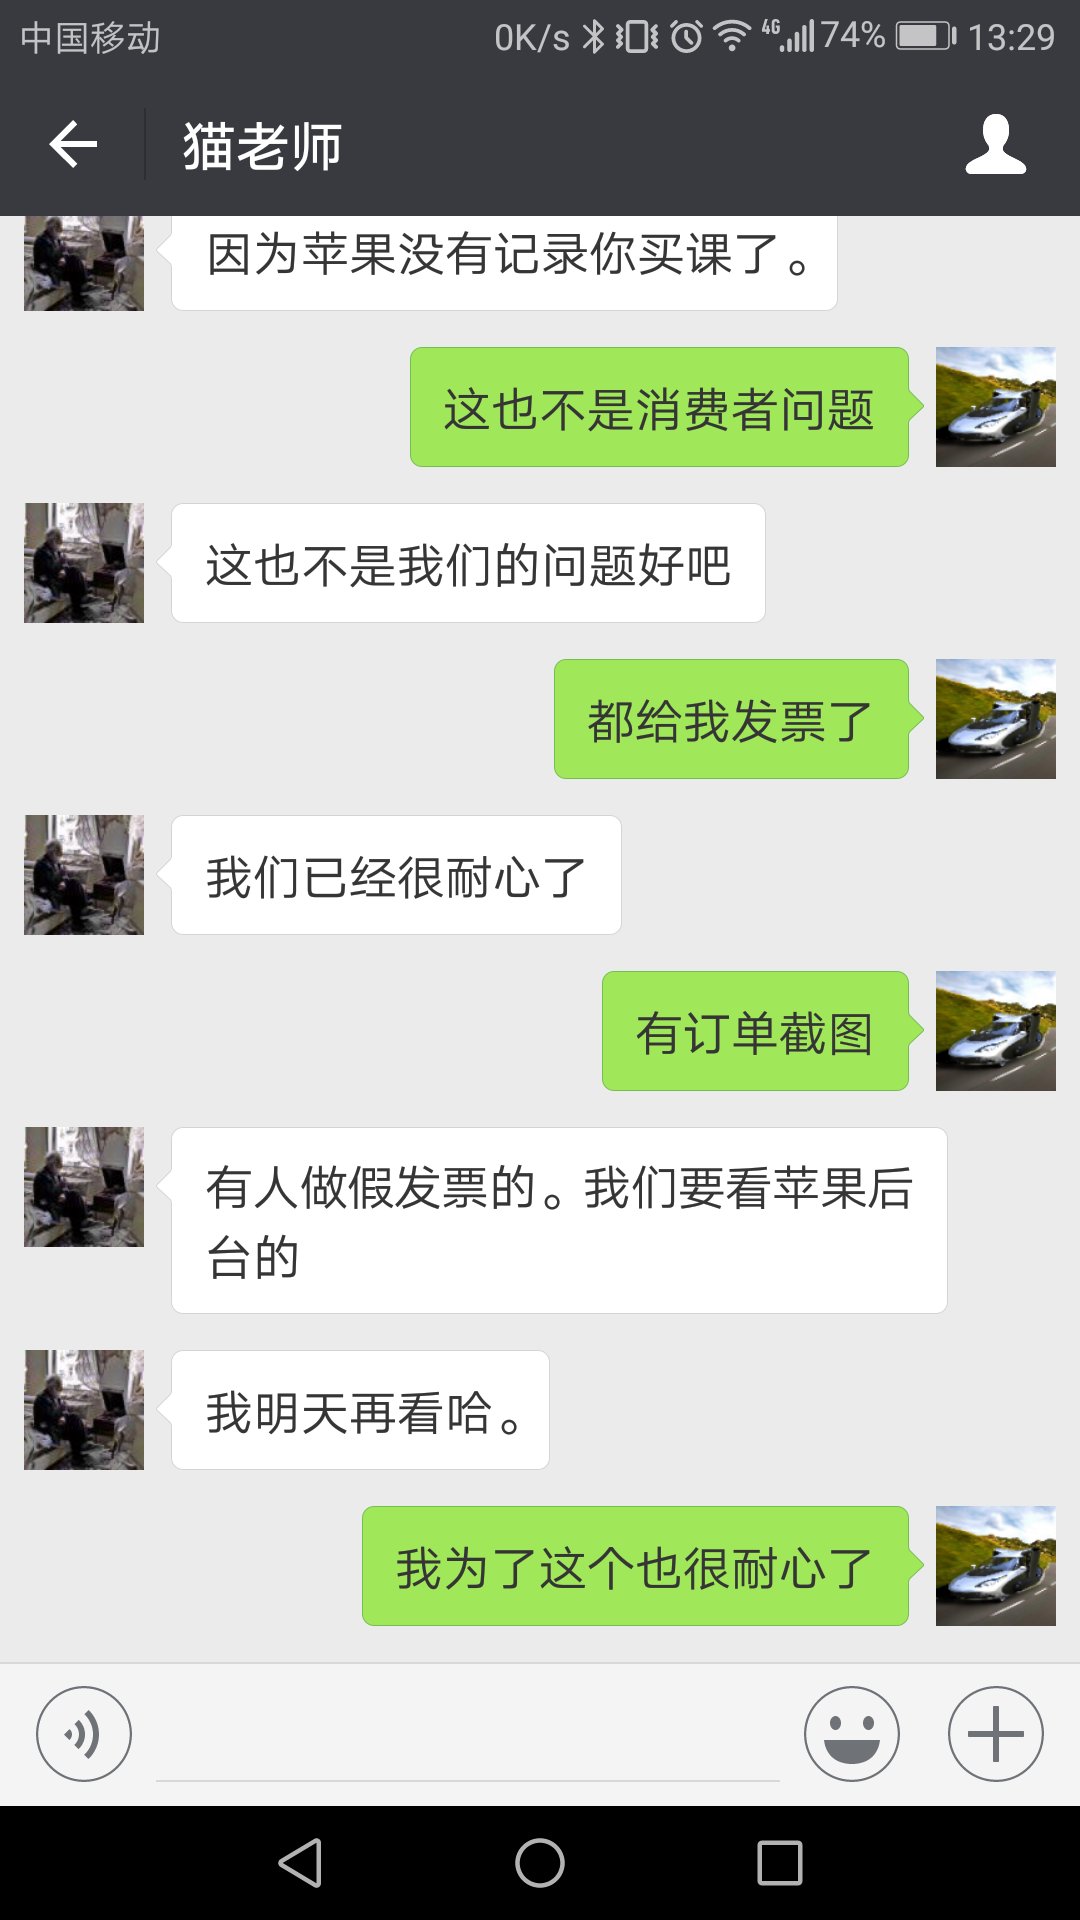 中国移动 0K/s 4G 74% 13:29
猫老师
因为苹果没有记录你买课了。
这也不是消费者问题
这也不是我们的问题好吧
都给我发票了
我们已经很耐心了
有订单截图
有人做假发票的。我们要看苹果后
台的
我明天再看哈。
我为了这个也很耐心了